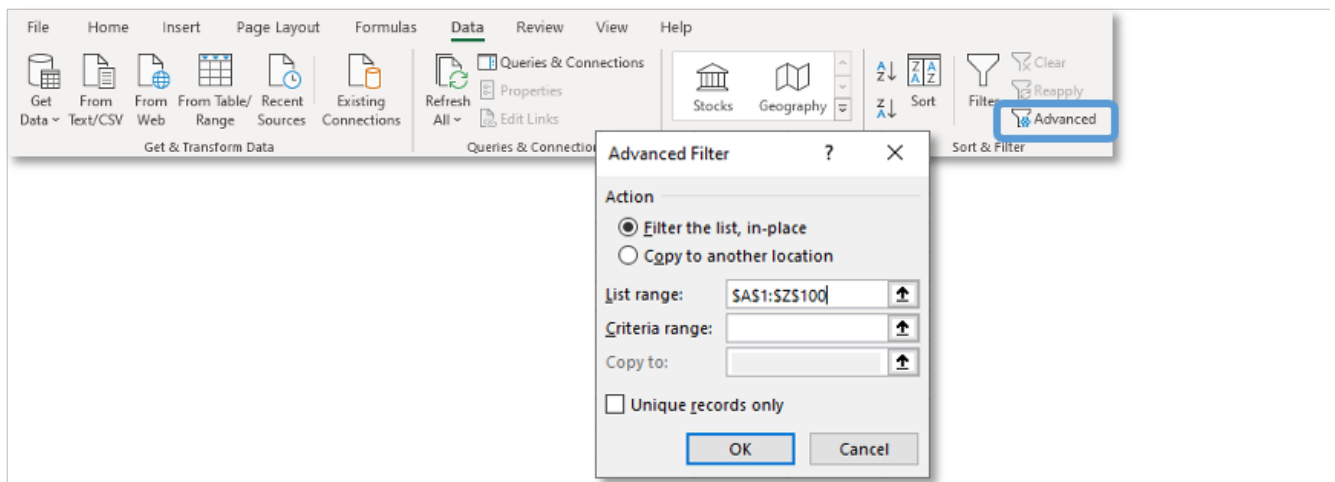 File Home Insert Page Layout Formulas Data Review View Help
Queries & Connections
Properties
Edit Links
Get Data
From Text/CSV
From Web
From Table/
Range
Recent
Sources
Existing
Connections
Refresh
All
Stocks
Geography
Sort
Filter
Clear
Reapply
Advanced
Get & Transform Data
Queries & Connectio
Sort & Filter
Advanced Filter ? 
Action
Filter the list, in-place
Copy to another location
List range: $A$1:$Z$100
Criteria range:
Copy to:
Unique records only
OK Cancel